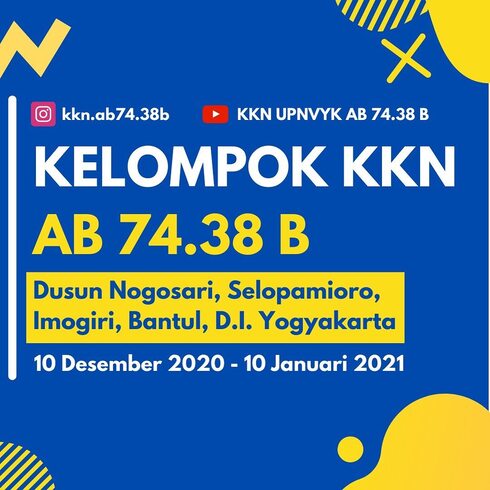 kkn.ab74.38b KKN UPNVYK AB 74.38 B
KELOMPOK KKN
AB 74.38 B
Dusun Nogosari, Selopamioro,
Imogiri, Bantul, D.I. Yogyakarta
10 Desember 2020 - 10 Januari 2021